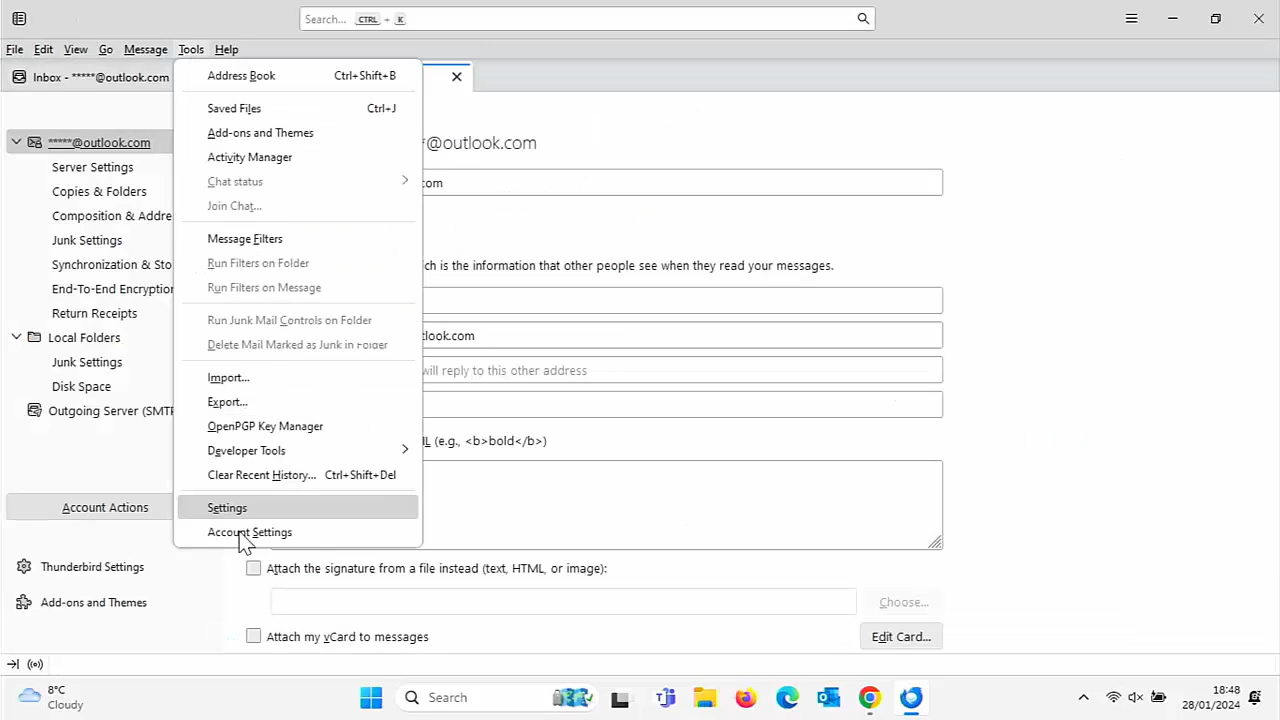 Search... CTRL + K
File Edit View Go Message Tools Help
Inbox - *****@outlook.com
Address Book Ctrl+Shift+B
Saved Files Ctrl+J
Add-ons and Themes
Activity Manager
Chat status
Join Chat...
Message Filters
Run Filters on Folder
Run Filters on Message
Run Junk Mail Controls on Folder
Delete Mail Marked as Junk in Folder
Import...
Export...
OpenPGP Key Manager
Developer Tools
Clear Recent History... Ctrl+Shift+Del
Settings
Account Settings
*****@outlook.com
Server Settings
Copies & Folders
Composition & Addre
Junk Settings
Synchronization & Sto
End-To-End Encryption
Return Receipts
Local Folders
Junk Settings
Disk Space
Outgoing Server (SMTP
Account Actions
Thunderbird Settings
Add-ons and Themes
*@outlook.com
com
ch is the information that other people see when they read your messages.
tlook.com
will reply to this other address
L (e.g., <b>bold</b>)
Attach the signature from a file instead (text, HTML, or image):
Choose...
Attach my vCard to messages
Edit Card...
8°C
Cloudy
Search
18:48
28/01/2024